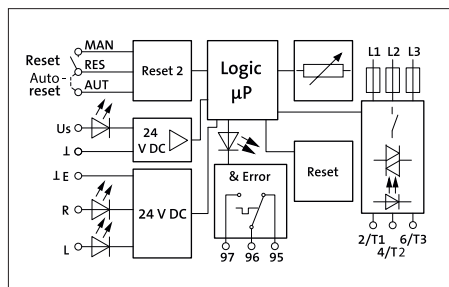 MAN
Reset
RES
Auto-
reset
AUT
Reset 2
Logic
µP
L1 L2 L3
Us
⊥
24
V DC
⊥ E
R
L
24 V DC
& Error
97 96 95
Reset
2/T1 6/T3
4/T2